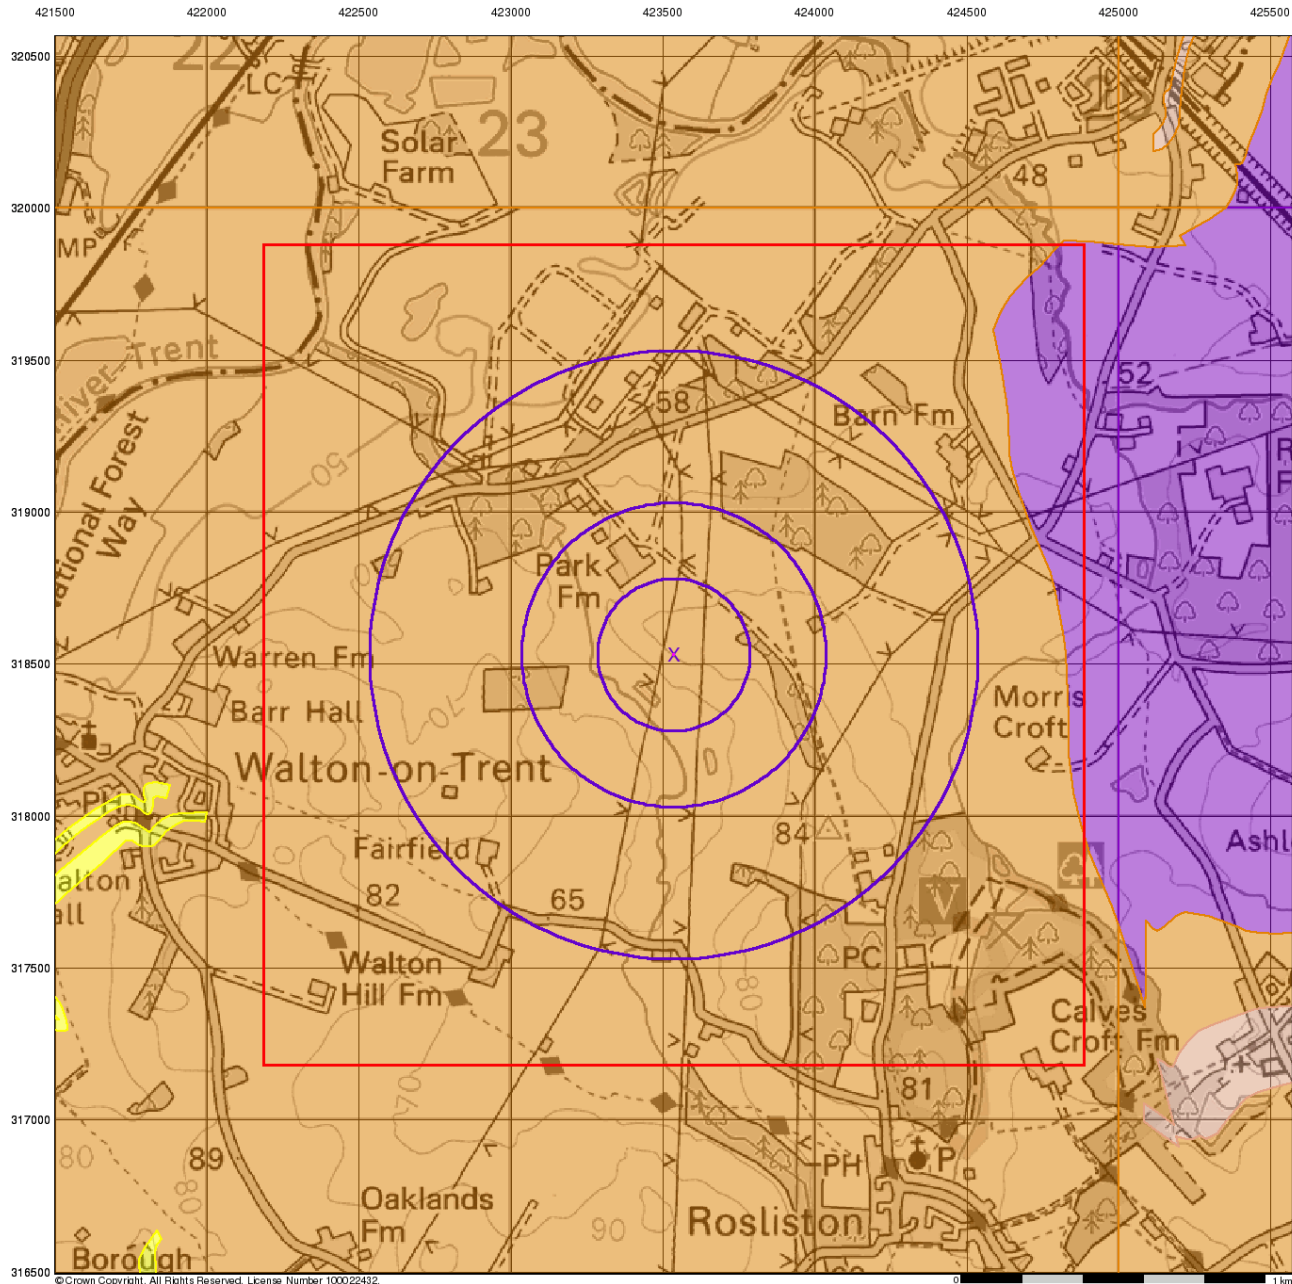 421500 422000 422500 423000 423500 424000 424500 425000 425500
320500
22
LC
23
Solar
Farm
48
320000
MP
319500
River Trent
52
58
Barn Fm
National Forest
Way
50
319000
Park
Fm
Warren Fm
318500
Barr Hall
70
Morris
Croft
Walton-on-Trent
PH
318000
84
Fairfield
82
65
V
PC
317500
Walton
Hill Fm
80
Calves
Croft Fm
70
81
317000
80
89
80
PH
P
Oaklands
Fm
90
Rosliston
Borough
316500
© Crown Copyright. All Rights Reserved. License Number 100022432.
0 1 km